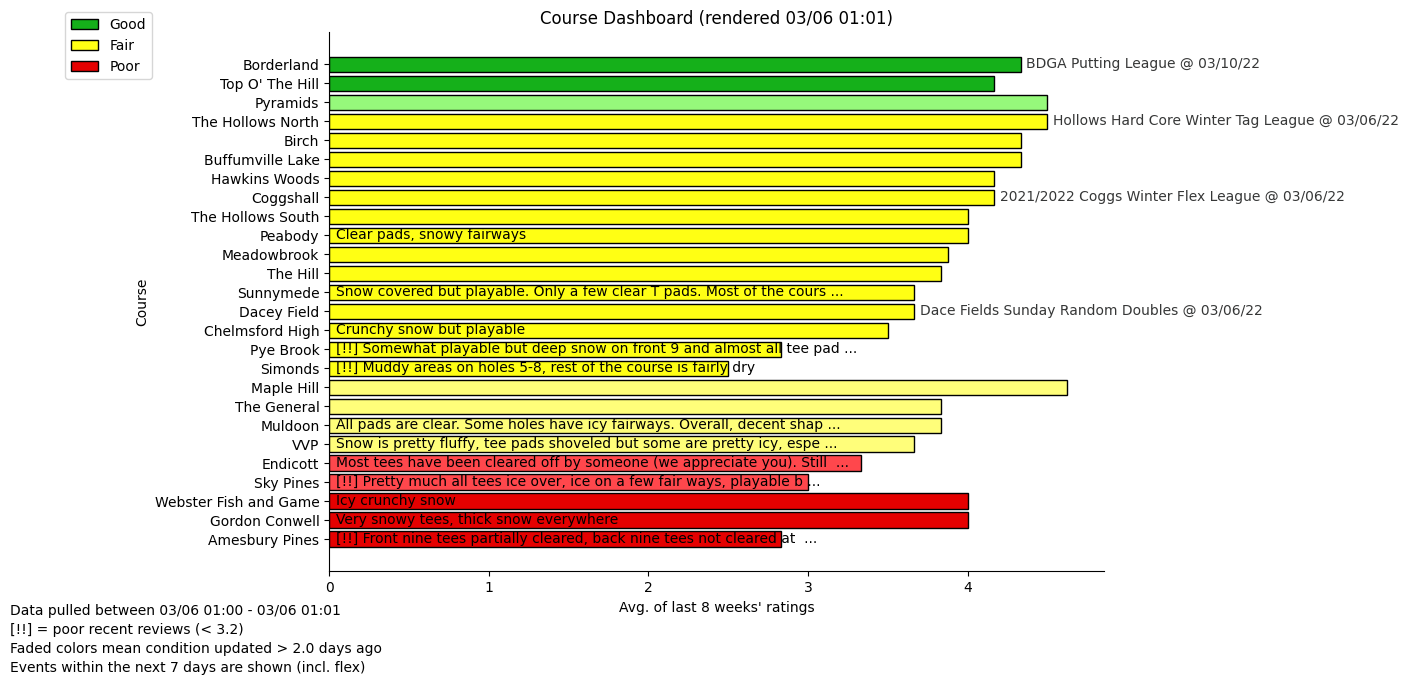 Course Dashboard (rendered 03/06 01:01)
Good
Fair
Poor
Course
Borderland BDGA Putting League @ 03/10/22
Top O' The Hill
Pyramids
The Hollows North Hollows Hard Core Winter Tag League @ 03/06/22
Birch
Buffumville Lake
Hawkins Woods
Coggshall 2021/2022 Coggs Winter Flex League @ 03/06/22
The Hollows South
Peabody Clear pads, snowy fairways
Meadowbrook
The Hill
Sunnymede Snow covered but playable. Only a few clear T pads. Most of the cours ...
Dacey Field Dace Fields Sunday Random Doubles @ 03/06/22
Chelmsford High Crunchy snow but playable
Pye Brook [!!] Somewhat playable but deep snow on front 9 and almost all tee pad ...
Simonds [!!] Muddy areas on holes 5-8, rest of the course is fairly dry
Maple Hill
The General
Muldoon All pads are clear. Some holes have icy fairways. Overall, decent shap ...
VVP Snow is pretty fluffy, tee pads shoveled but some are pretty icy, espe ...
Endicott Most tees have been cleared off by someone (we appreciate you). Still  ...
Sky Pines [!!] Pretty much all tees ice over, ice on a few fair ways, playable b ...
Webster Fish and Game Icy crunchy snow
Gordon Conwell Very snowy tees, thick snow everywhere
Amesbury Pines [!!] Front nine tees partially cleared, back nine tees not cleared at  ...
0 1 2 3 4
Avg. of last 8 weeks' ratings
Data pulled between 03/06 01:00 - 03/06 01:01
[!!] = poor recent reviews (< 3.2)
Faded colors mean condition updated > 2.0 days ago
Events within the next 7 days are shown (incl. flex)